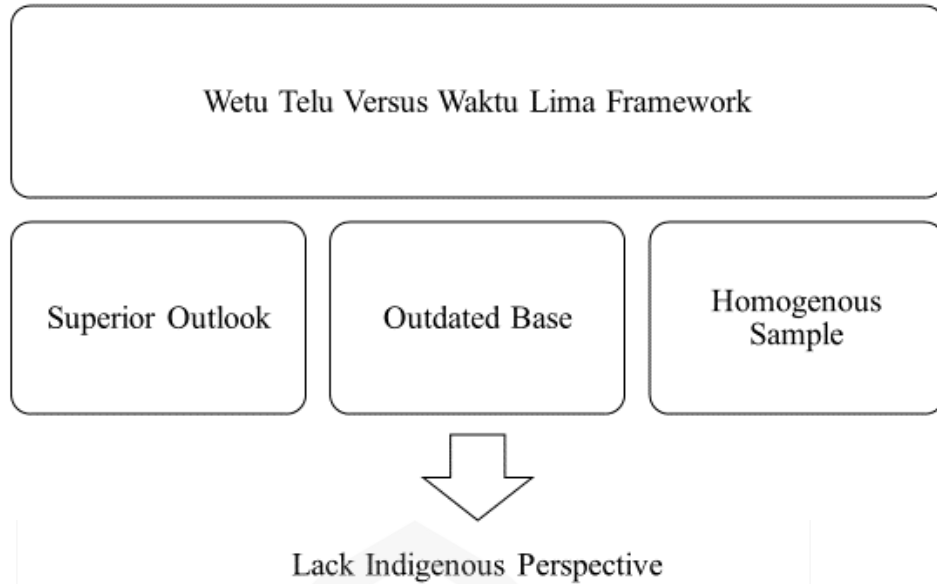 Wetu Telu Versus Waktu Lima Framework
Superior Outlook
Outdated Base
Homogenous
Sample
Lack Indigenous Perspective